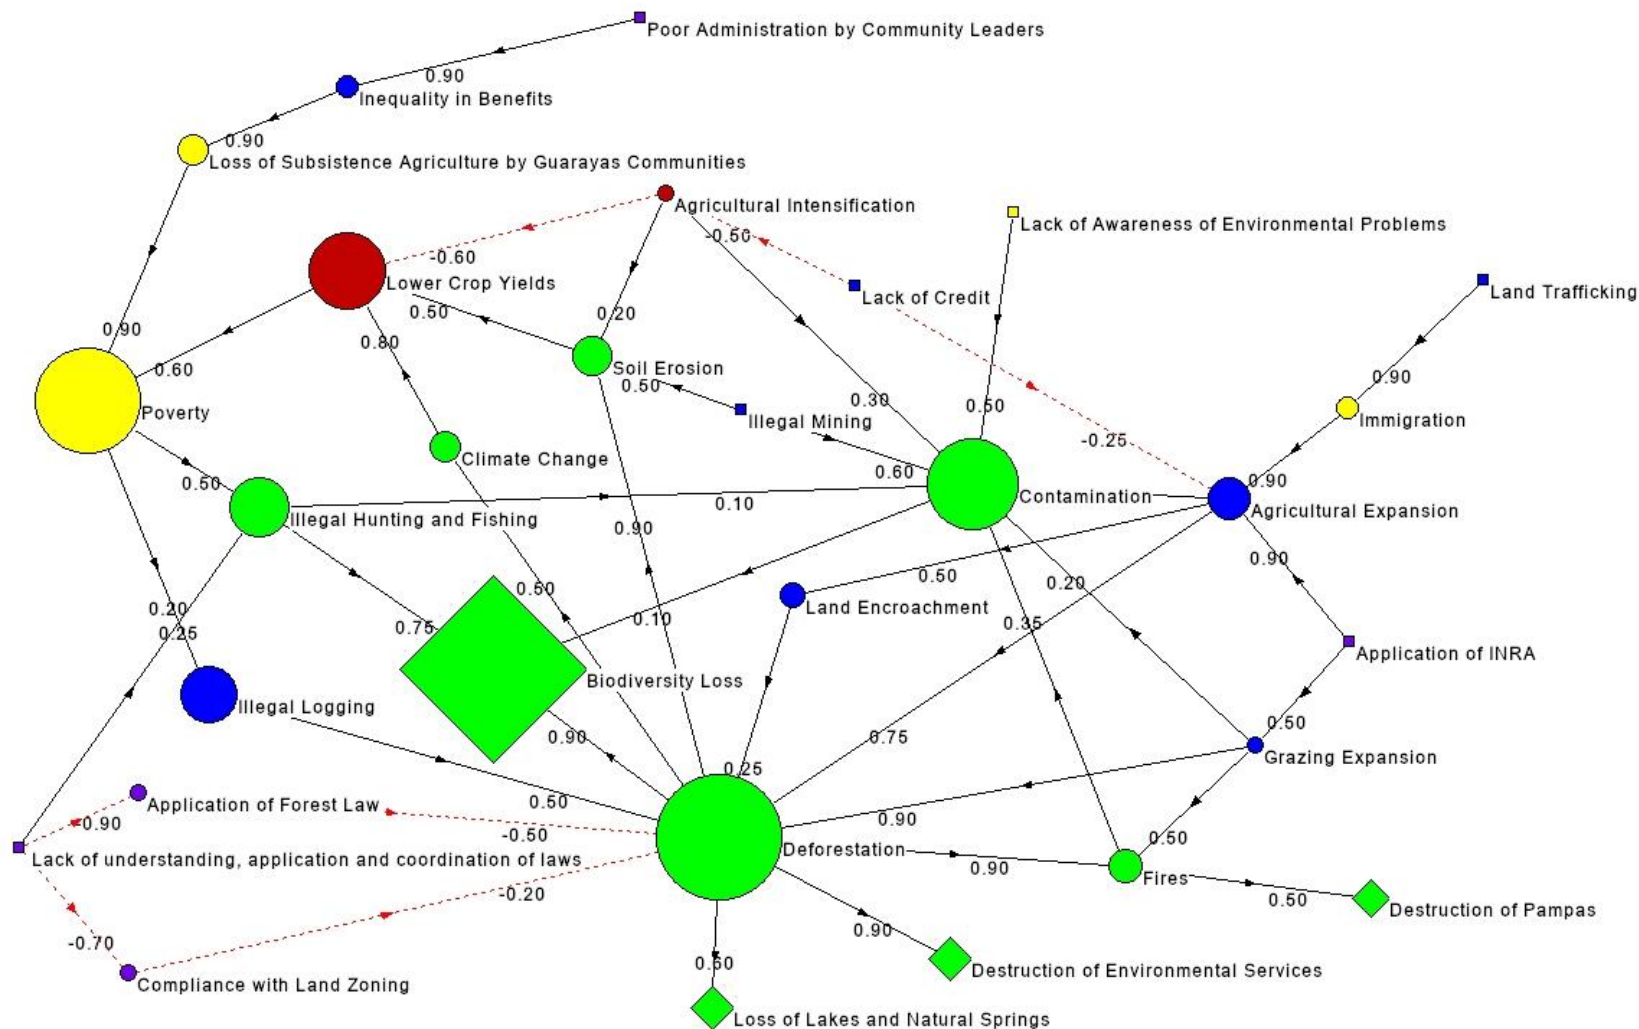 Poor Administration by Community Leaders
0.90
Inequality in Benefits
0.90
Loss of Subsistence Agriculture by Guarayas Communities
Agricultural Intensification
Lack of Awareness of Environmental Problems
-0.50
-0.60
Lower Crop Yields
Lack of Credit
Land Trafficking
0.50
0.20
0.90
0.80
0.60
Soil Erosion
0.90
0.50
Poverty
Illegal Mining
0.30
0.50
Immigration
-0.25
Climate Change
0.50
0.60
0.90
Illegal Hunting and Fishing
0.10
Contamination
Agricultural Expansion
0.90
0.90
0.50
0.20
0.50
Land Encroachment
0.20
0.25
0.75
0.10
0.35
Application of INRA
Biodiversity Loss
Illegal Logging
0.90
0.75
0.50
Grazing Expansion
0.25
Application of Forest Law
0.50
-0.90
-0.50
0.90
0.50
Lack of understanding, application and coordination of laws
Deforestation
0.90
Fires
-0.20
0.50
Destruction of Pampas
0.90
-0.70
Destruction of Environmental Services
Compliance with Land Zoning
Loss of Lakes and Natural Springs